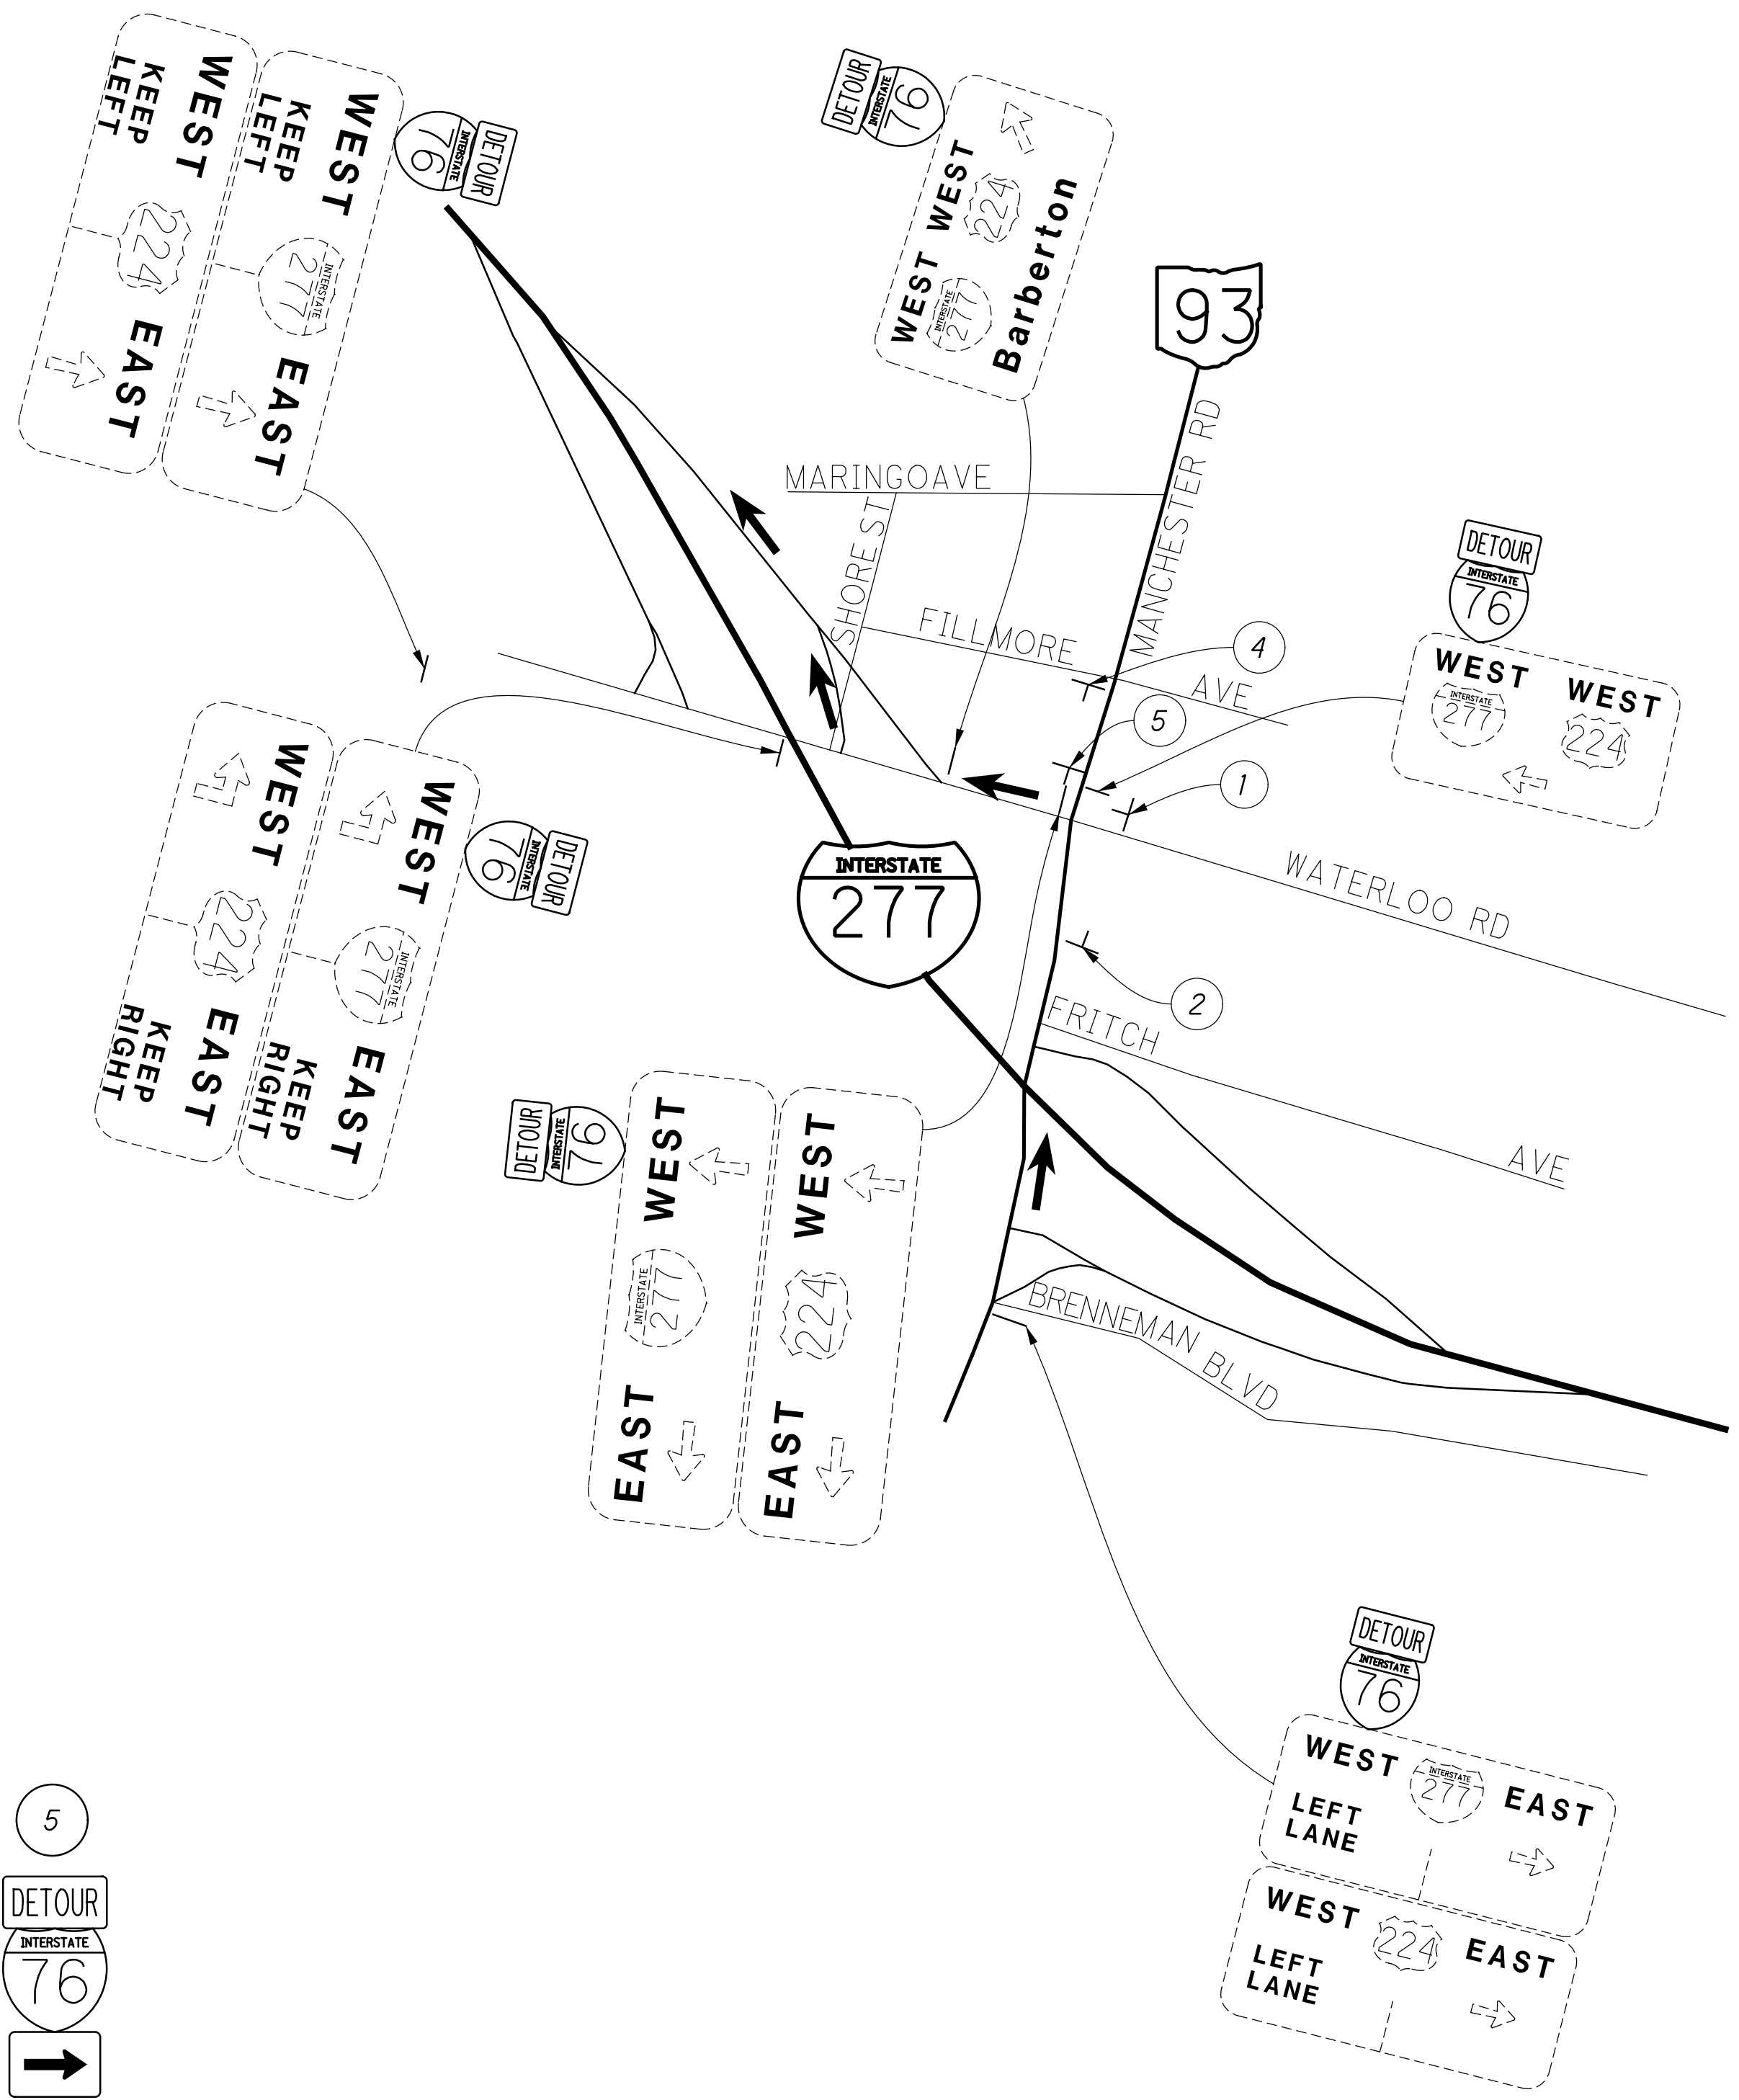 WEST
EAST
KEEP
LEFT
224
WEST
EAST
KEEP
LEFT
INTERSTATE
277
DETOUR
INTERSTATE
76
DETOUR
INTERSTATE
76
WEST WEST
224
INTERSTATE
277
Barberton
93
MANCHESTER RD
MARINGOAVE
SHORE ST
FILLMORE
AVE
4
5
1
2
DETOUR
INTERSTATE
76
WEST
WEST
INTERSTATE
277
224
WATERLOO RD
INTERSTATE
277
WEST
EAST
224
KEEP
RIGHT
WEST
EAST
INTERSTATE
277
KEEP
RIGHT
DETOUR
INTERSTATE
76
FRITCH
AVE
BRENNEMAN BLVD
DETOUR
INTERSTATE
76
WEST
INTERSTATE
277
EAST
WEST
224
EAST
DETOUR
INTERSTATE
76
WEST
INTERSTATE
277
EAST
LEFT
LANE
WEST
224
EAST
LEFT
LANE
5
DETOUR
INTERSTATE
76